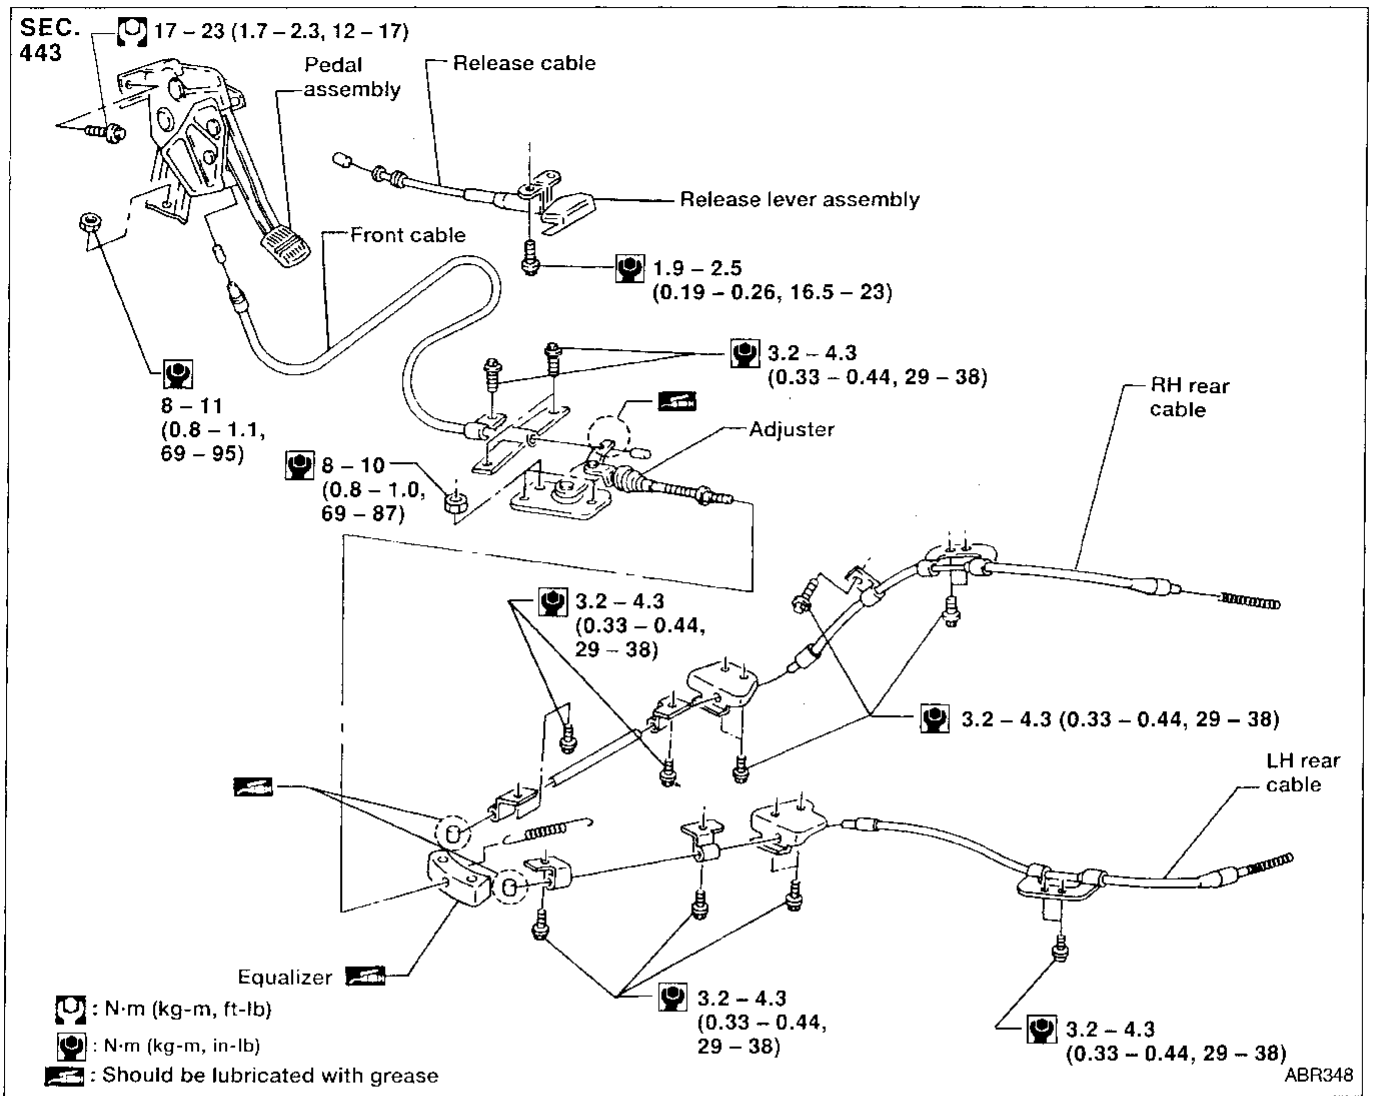 SEC.
443
17 – 23 (1.7 – 2.3, 12 – 17)
Pedal
assembly
Release cable
Release lever assembly
Front cable
1.9 – 2.5
(0.19 – 0.26, 16.5 – 23)
3.2 – 4.3
(0.33 – 0.44, 29 – 38)
8 – 11
(0.8 – 1.1,
69 – 95)
RH rear
cable
Adjuster
8 – 10
(0.8 – 1.0,
69 – 87)
3.2 – 4.3
(0.33 – 0.44,
29 – 38)
3.2 – 4.3 (0.33 – 0.44, 29 – 38)
LH rear
cable
Equalizer
3.2 – 4.3
(0.33 – 0.44,
29 – 38)
3.2 – 4.3
(0.33 – 0.44, 29 – 38)
: N·m (kg-m, ft-lb)
: N·m (kg-m, in-lb)
: Should be lubricated with grease
ABR348